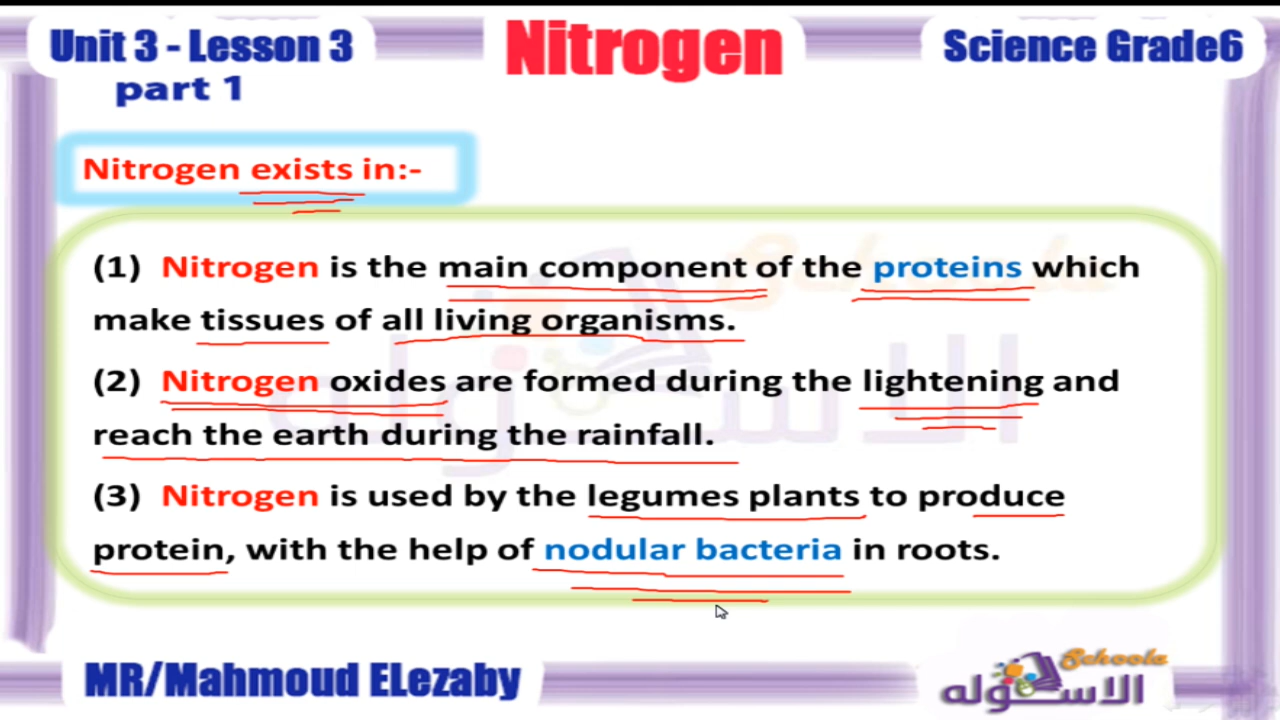 Unit 3 - Lesson 3
part 1
Nitrogen
Science Grade6
Nitrogen exists in:-
(1) Nitrogen is the main component of the proteins which
make tissues of all living organisms.
(2) Nitrogen oxides are formed during the lightening and
reach the earth during the rainfall.
(3) Nitrogen is used by the legumes plants to produce
protein, with the help of nodular bacteria in roots.
MR/Mahmoud ELezaby
Schoola
الاسكوله